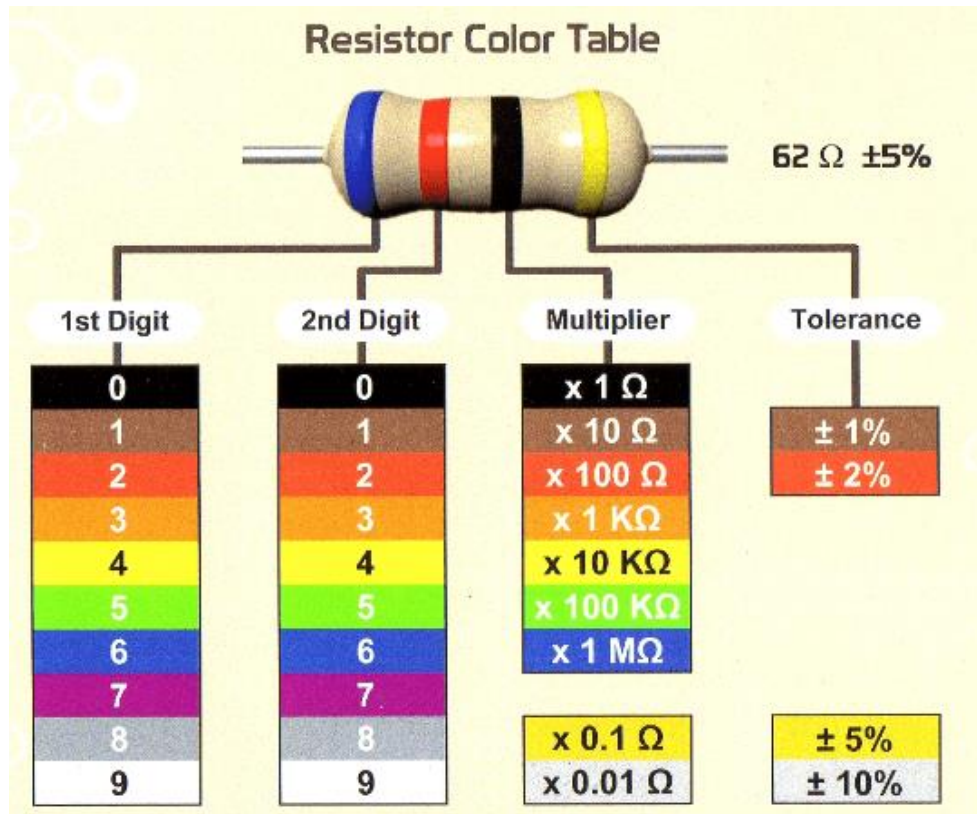 Resistor Color Table
62 Ω ±5%
1st Digit 2nd Digit Multiplier Tolerance
0 0 x 1 Ω
1 1 x 10 Ω ± 1%
2 2 x 100 Ω ± 2%
3 3 x 1 KΩ
4 4 x 10 KΩ
5 5 x 100 KΩ
6 6 x 1 MΩ
7 7
8 8 x 0.1 Ω ± 5%
9 9 x 0.01 Ω ± 10%